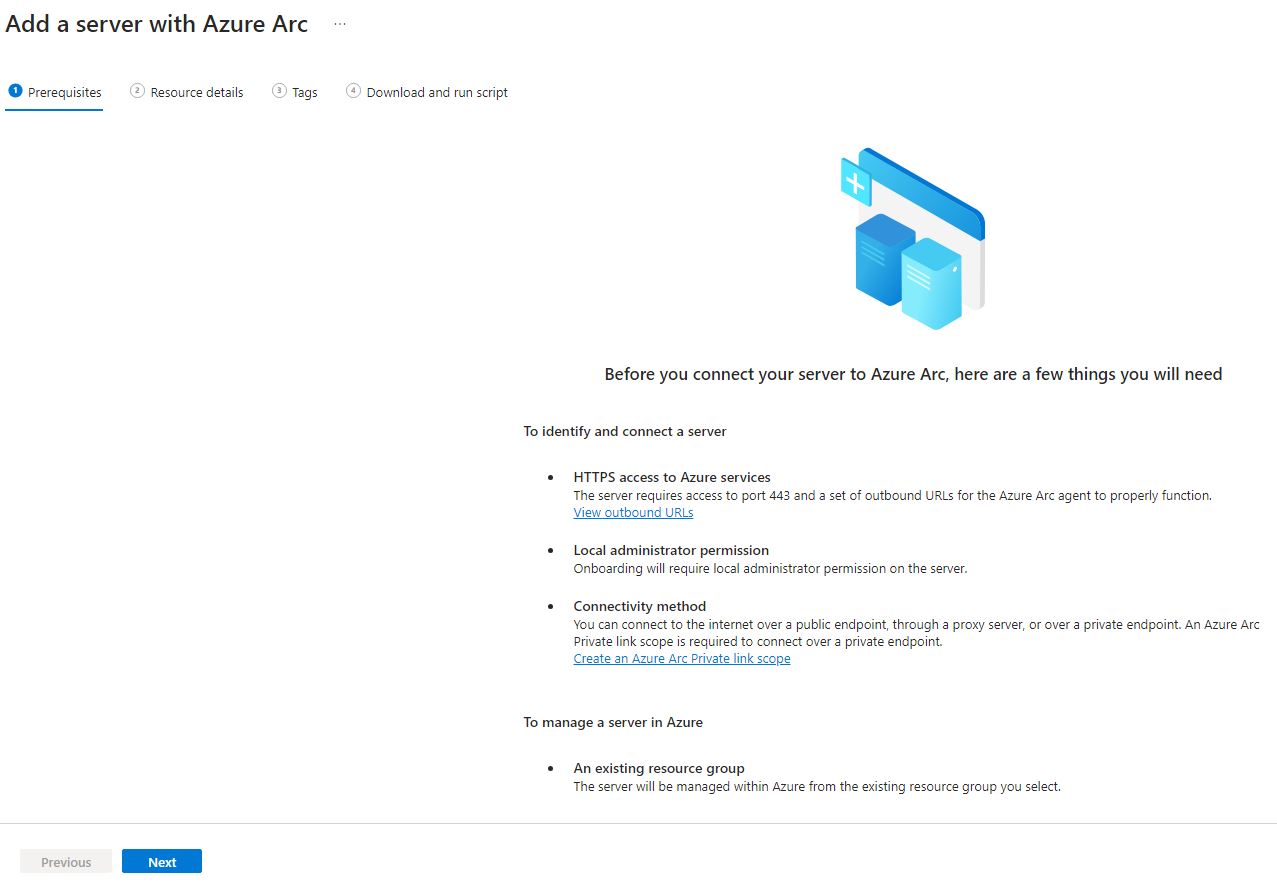 Add a server with Azure Arc ...
1 Prerequisites 2 Resource details 3 Tags 4 Download and run script
Before you connect your server to Azure Arc, here are a few things you will need
To identify and connect a server
• HTTPS access to Azure services
The server requires access to port 443 and a set of outbound URLs for the Azure Arc agent to properly function.
View outbound URLs
• Local administrator permission
Onboarding will require local administrator permission on the server.
• Connectivity method
You can connect to the internet over a public endpoint, through a proxy server, or over a private endpoint. An Azure Arc
Private link scope is required to connect over a private endpoint.
Create an Azure Arc Private link scope
To manage a server in Azure
• An existing resource group
The server will be managed within Azure from the existing resource group you select.
Previous Next